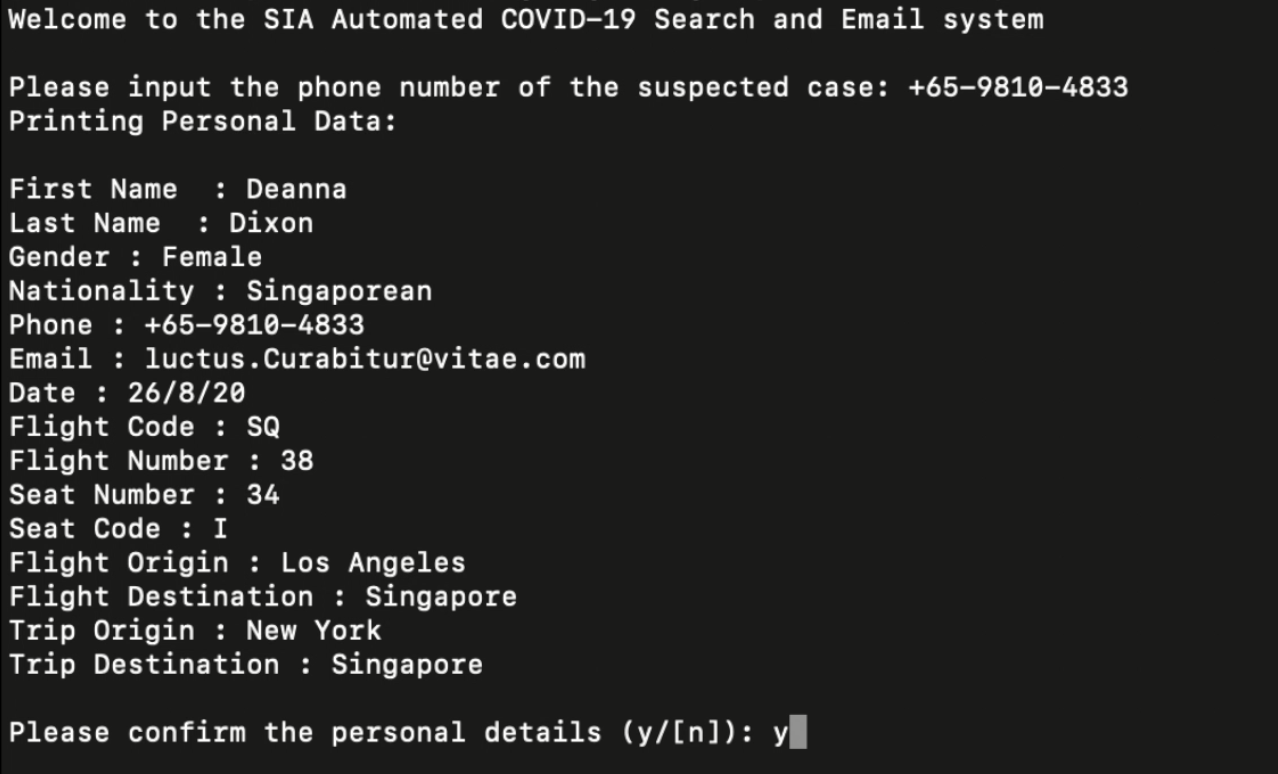 Welcome to the SIA Automated COVID-19 Search and Email system
Please input the phone number of the suspected case: +65-9810-4833
Printing Personal Data:
First Name  : Deanna
Last Name  : Dixon
Gender : Female
Nationality : Singaporean
Phone : +65-9810-4833
Email : luctus.Curabitur@vitae.com
Date : 26/8/20
Flight Code : SQ
Flight Number : 38
Seat Number : 34
Seat Code : I
Flight Origin : Los Angeles
Flight Destination : Singapore
Trip Origin : New York
Trip Destination : Singapore
Please confirm the personal details (y/[n]): y